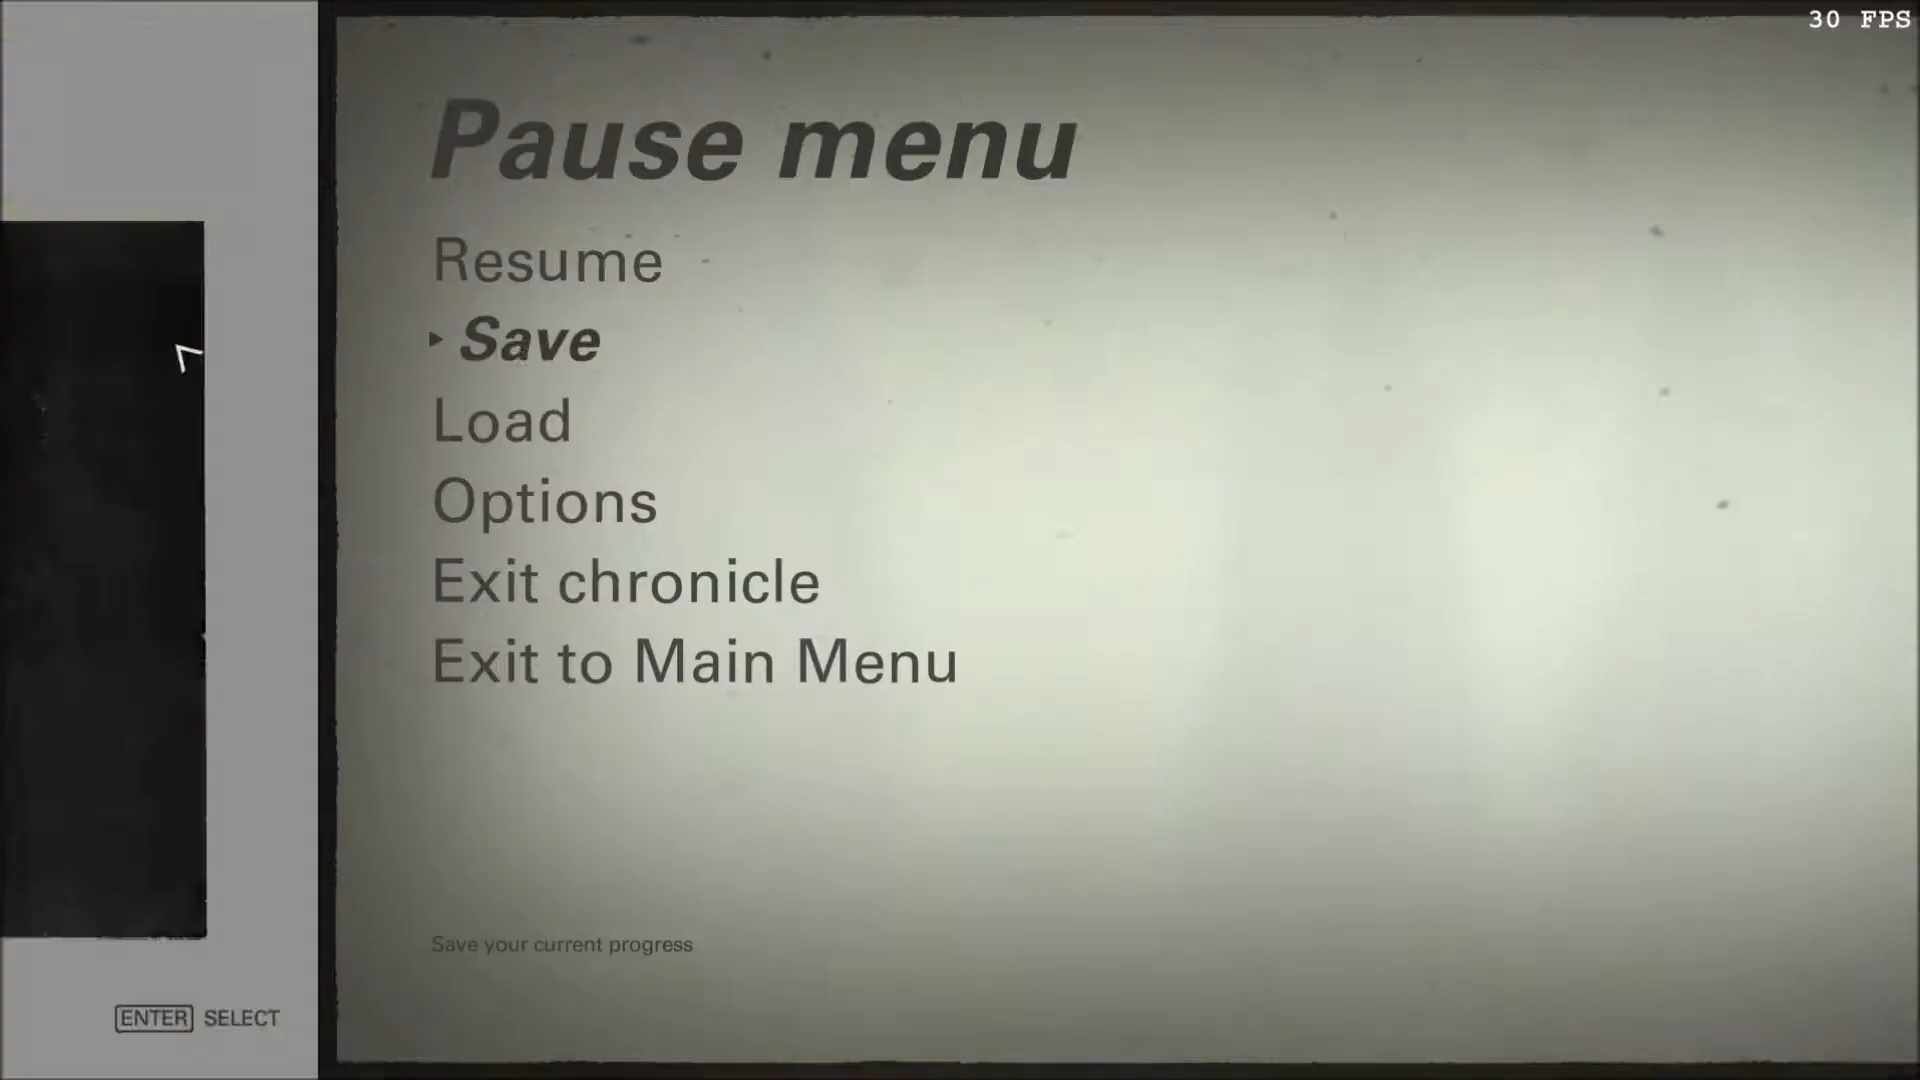 30 FPS
Pause menu
Resume
Save
Load
Options
Exit chronicle
Exit to Main Menu
Save your current progress
ENTER SELECT